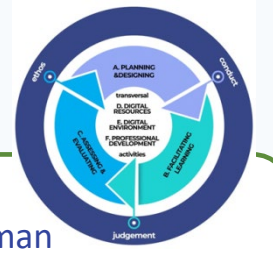 ethos
conduct
A. PLANNING
&DESIGNING
transversal
D. DIGITAL
RESOURCES
E. DIGITAL
ENVIRONMENT
F. PROFESSIONAL
DEVELOPMENT
activities
C. ASSESSING &
EVALUATING
B. FACILITATING
LEARNING
judgement
man